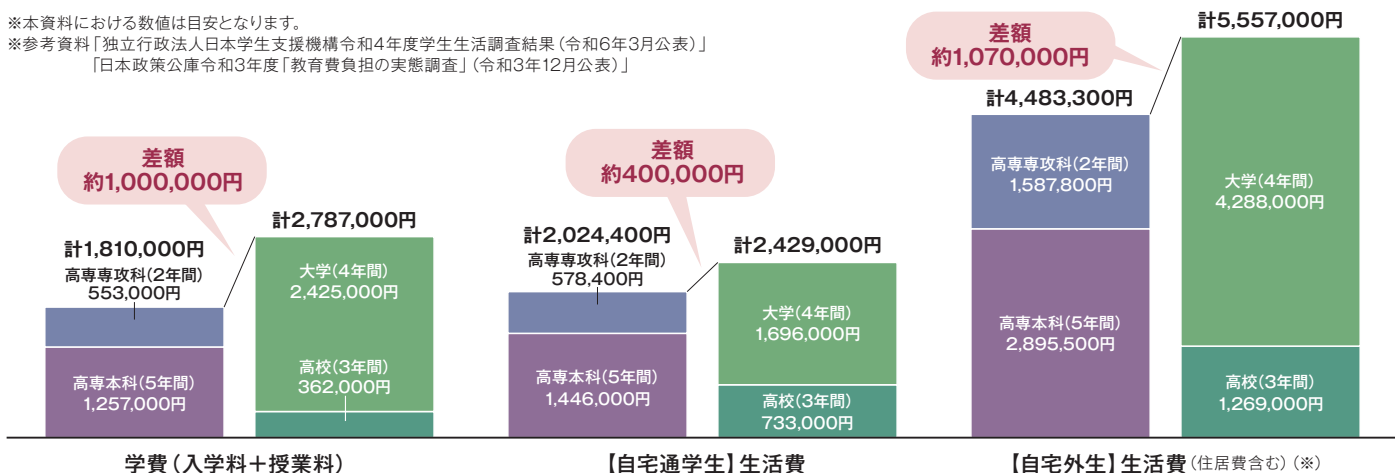 ※本資料における数値は目安となります。
※参考資料「独立行政法人日本学生支援機構令和4年度学生生活調査結果(令和6年3月公表)」
「日本政策公庫令和3年度「教育費負担の実態調査」(令和3年12月公表)」
差額
約1,000,000円
計1,810,000円
高専専攻科(2年間)
553,000円
高専本科(5年間)
1,257,000円
計2,787,000円
大学(4年間)
2,425,000円
高校(3年間)
362,000円
学費(入学料+授業料)
差額
約400,000円
計2,024,400円
高専専攻科(2年間)
578,400円
高専本科(5年間)
1,446,000円
計2,429,000円
大学(4年間)
1,696,000円
高校(3年間)
733,000円
【自宅通学生】生活費
差額
約1,070,000円
計4,483,300円
高専専攻科(2年間)
1,587,800円
高専本科(5年間)
2,895,500円
計5,557,000円
大学(4年間)
4,288,000円
高校(3年間)
1,269,000円
【自宅外生】生活費(住居費含む)(※)